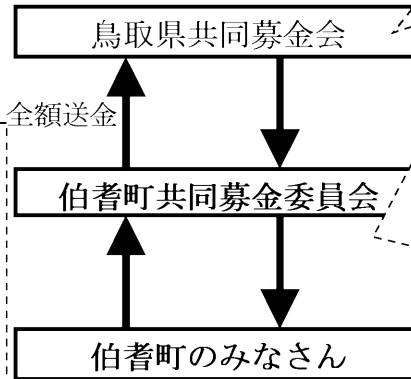 鳥取県共同募金会
全額送金
伯耆町共同募金委員会
伯耆町のみなさん